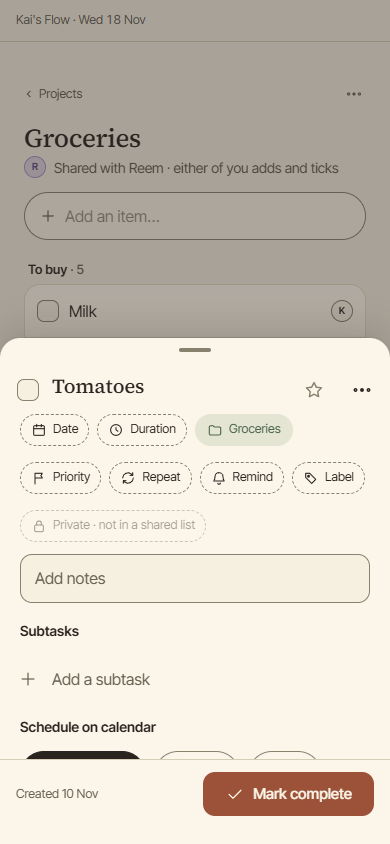 Kai's Flow · Wed 18 Nov
Projects
Groceries
R Shared with Reem · either of you adds and ticks
Add an item...
To buy · 5
Milk K
Tomatoes
Date Duration Groceries
Priority Repeat Remind Label
Private · not in a shared list
Add notes
Subtasks
Add a subtask
Schedule on calendar
Created 10 Nov Mark complete